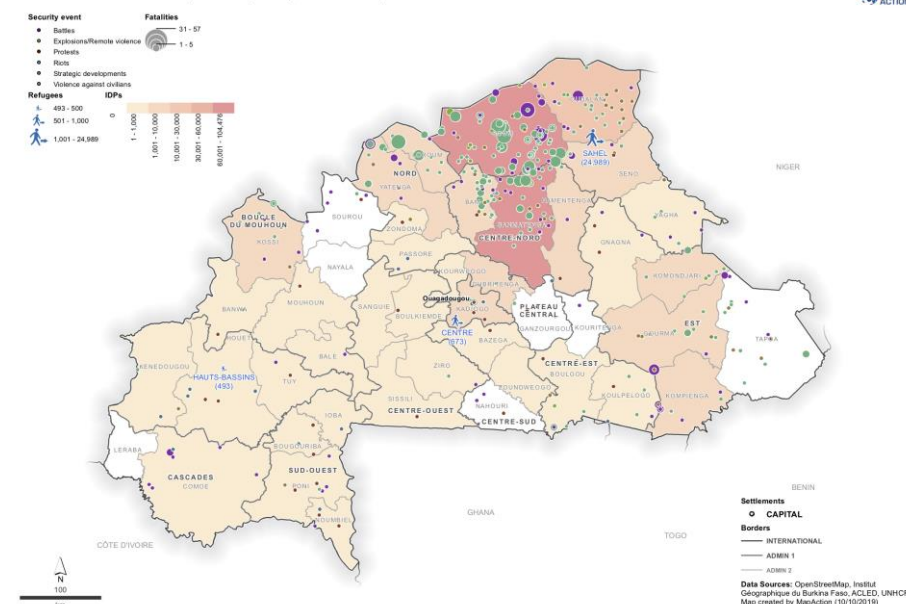 ACTION
Security event
Battles
Explosions/Remote violence
Protests
Riots
Strategic developments
Violence against civilians
Fatalities
31 - 57
1 - 5
Refugees
493 - 500
501 - 1,000
1,001 - 24,989
IDPs
1 - 1,000
1,001 - 10,000
10,001 - 30,000
30,001 - 60,000
60,001 - 104,476
SAHEL
(24 989)
SENO
NIGER
NORD
YATENGA
BOUCLE
DU MOUHOUN
KOSSI
SOUROU
ZONDOMA
CENTRE-NORD
GNAGNA
NAYALA
PASSORE
KOURWEOGO
KOMONDJARI
BANWA
MOUHOUN
SANGUIE
Ouagadougou
KADIOGO
PLATEAU
CENTRAL
BOULKIEMDE
CENTRE
(673)
GANZOURGOU
KOURITENGA
GOURMA
EST
TAPOA
HOUET
BAZEGA
KENEDOUGOU
BALE
ZIRO
CENTRE-EST
BOULGOU
HAUTS-BASSINS
(493)
TUY
ZOUNDWEOGO
KOULPELOGO
KOMPIENGA
SISSILI
NAHOURI
CENTRE-OUEST
CENTRE-SUD
IOBA
BOUGOURIBA
LERABA
CASCADES
COMOE
SUD-OUEST
PONI
NOUMBIEL
BENIN
GHANA
TOGO
CÔTE D'IVOIRE
N
100
Settlements
CAPITAL
Borders
INTERNATIONAL
ADMIN 1
ADMIN 2
Data Sources: OpenStreetMap, Institut
Géographique du Burkina Faso, ACLED, UNHCR
Map created by MapAction (10/10/2019)